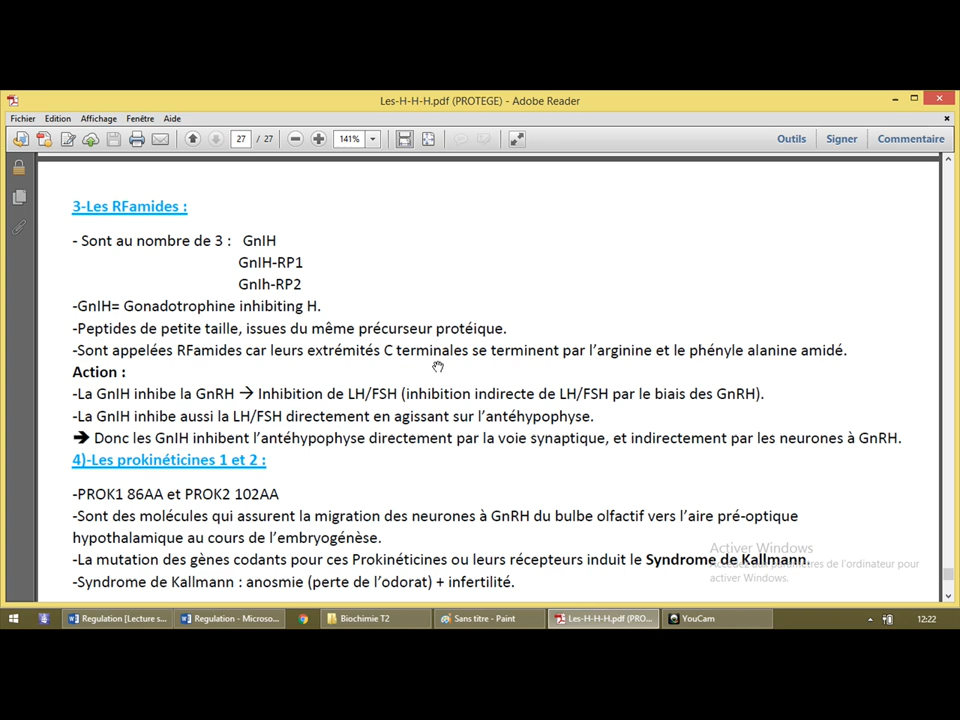 Les-H-H-H.pdf (PROTEGE) - Adobe Reader
Fichier Edition Affichage Fenêtre Aide
27 / 27 141% Outils Signer Commentaire
3-Les RFamides :
- Sont au nombre de 3 : GnIH
GnIH-RP1
GnIh-RP2
-GnIH= Gonadotrophine inhibiting H.
-Peptides de petite taille, issues du même précurseur protéique.
-Sont appelées RFamides car leurs extrémités C terminales se terminent par l'arginine et le phényle alanine amidé.
Action :
-La GnIH inhibe la GnRH → Inhibition de LH/FSH (inhibition indirecte de LH/FSH par le biais des GnRH).
-La GnIH inhibe aussi la LH/FSH directement en agissant sur l'antéhypophyse.
➔ Donc les GnIH inhibent l'antéhypophyse directement par la voie synaptique, et indirectement par les neurones à GnRH.
4)-Les prokinéticines 1 et 2 :
-PROK1 86AA et PROK2 102AA
-Sont des molécules qui assurent la migration des neurones à GnRH du bulbe olfactif vers l'aire pré-optique
hypothalamique au cours de l'embryogénèse.
-La mutation des gènes codants pour ces Prokinéticines ou leurs récepteurs induit le Syndrome de Kallmann.
-Syndrome de Kallmann : anosmie (perte de l'odorat) + infertilité.
Activer Windows
Accédez aux paramètres de l'ordinateur pour
activer Windows.
Regulation [Lecture s... Regulation - Microso... Biochimie T2 Sans titre - Paint Les-H-H-H.pdf (PRO... YouCam 12:22